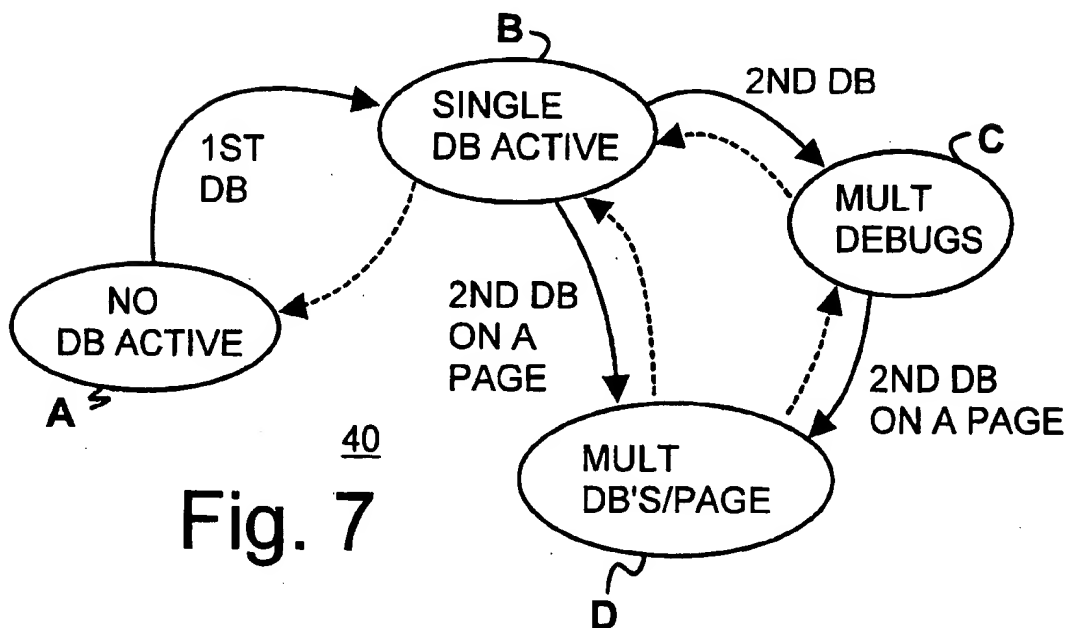 B
SINGLE
DB ACTIVE
2ND DB
C
1ST
DB
MULT
DEBUGS
NO
DB ACTIVE
2ND DB
ON A
PAGE
2ND DB
ON A PAGE
A
40
MULT
DB'S/PAGE
Fig. 7
D